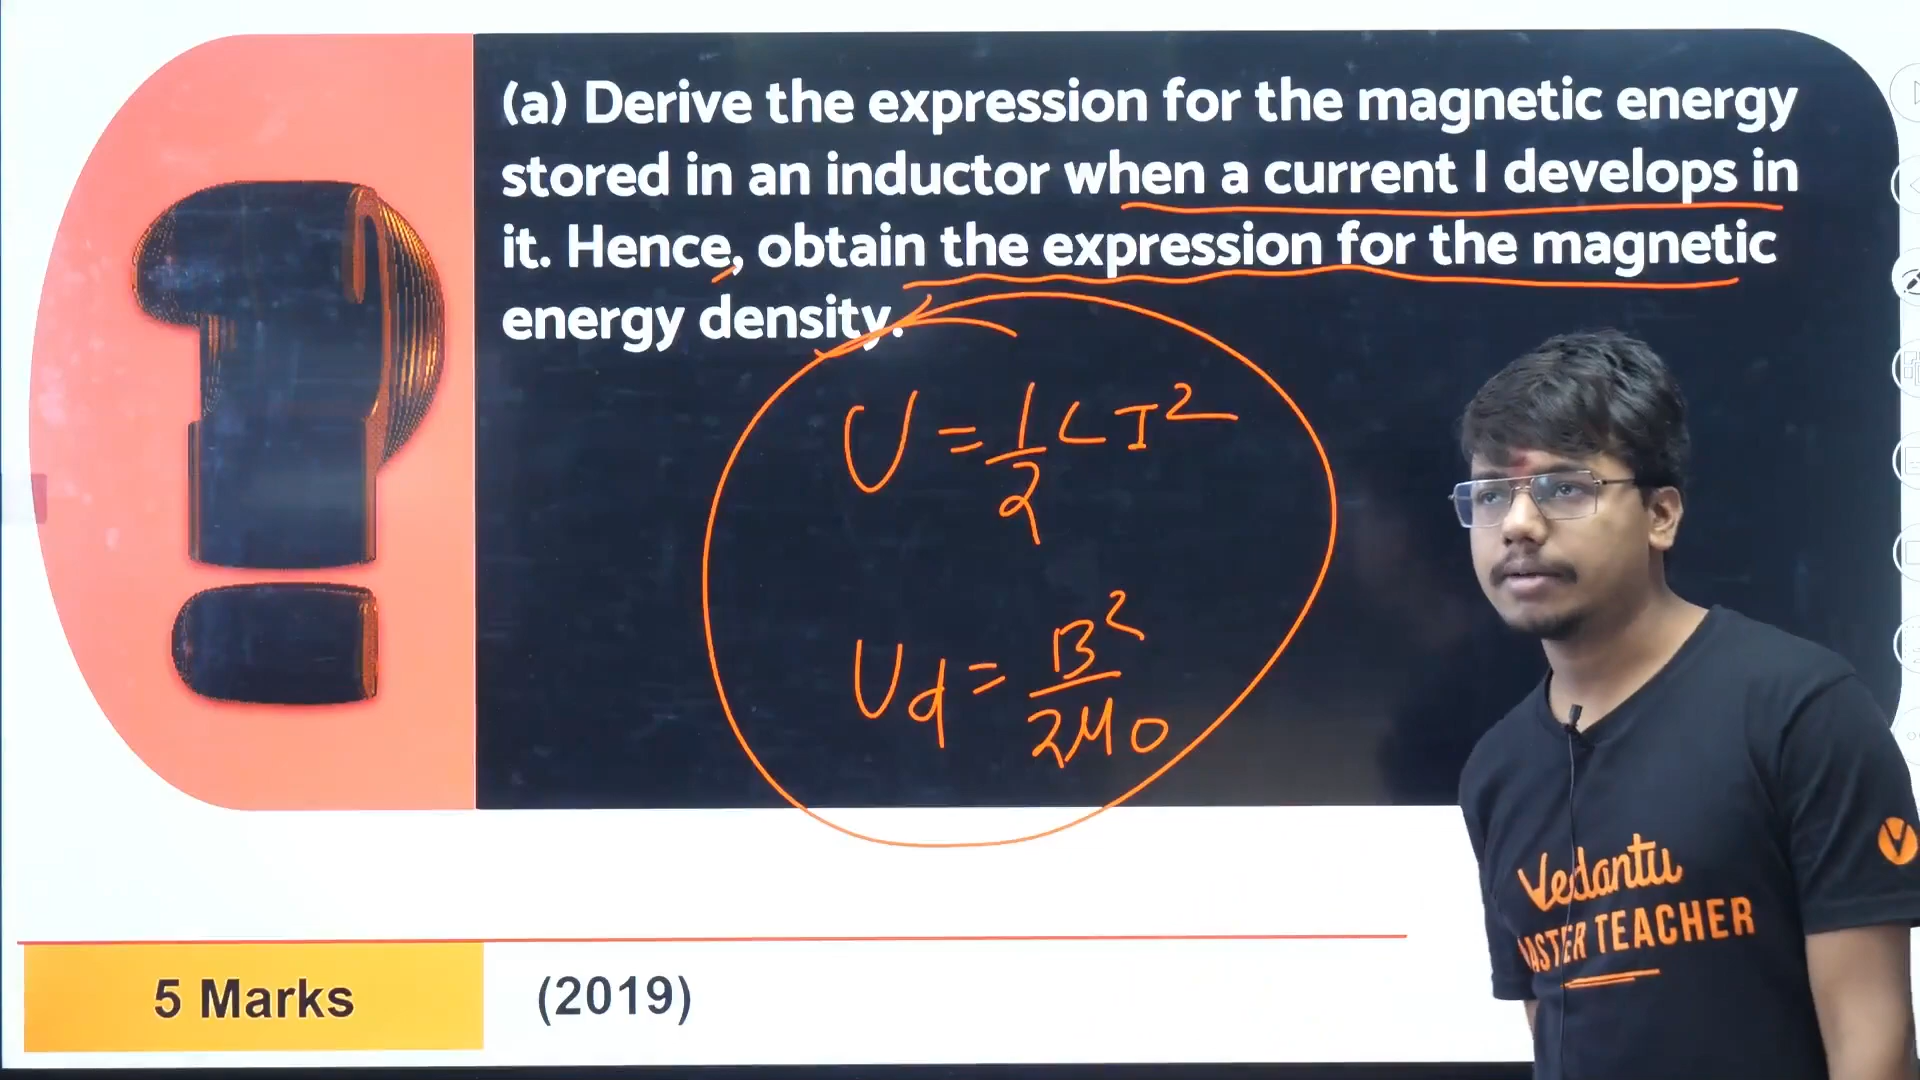 (a) Derive the expression for the magnetic energy
stored in an inductor when a current I develops in
it. Hence, obtain the expression for the magnetic
energy density.
U = 1/2 L I²
Ud = B²/2μ0
Vedantu
MASTER TEACHER
5 Marks
(2019)